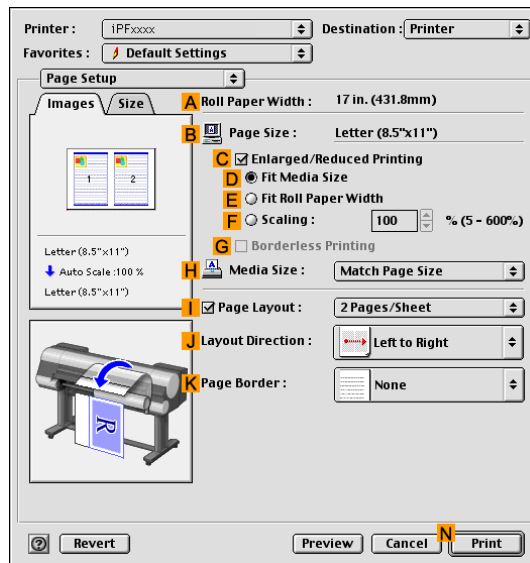 Printer : iPFxxxx Destination : Printer
Favorites : Default Settings
Page Setup
Images Size
A Roll Paper Width : 17 in. (431.8mm)
B Page Size : Letter (8.5"x11")
C Enlarged/Reduced Printing
D Fit Media Size
E Fit Roll Paper Width
F Scaling : 100 % (5 - 600%)
G Borderless Printing
H Media Size : Match Page Size
I Page Layout : 2 Pages/Sheet
J Layout Direction : Left to Right
K Page Border : None
1 2
Letter (8.5"x11")
Auto Scale :100 %
Letter (8.5"x11")
R
? Revert Preview Cancel N Print